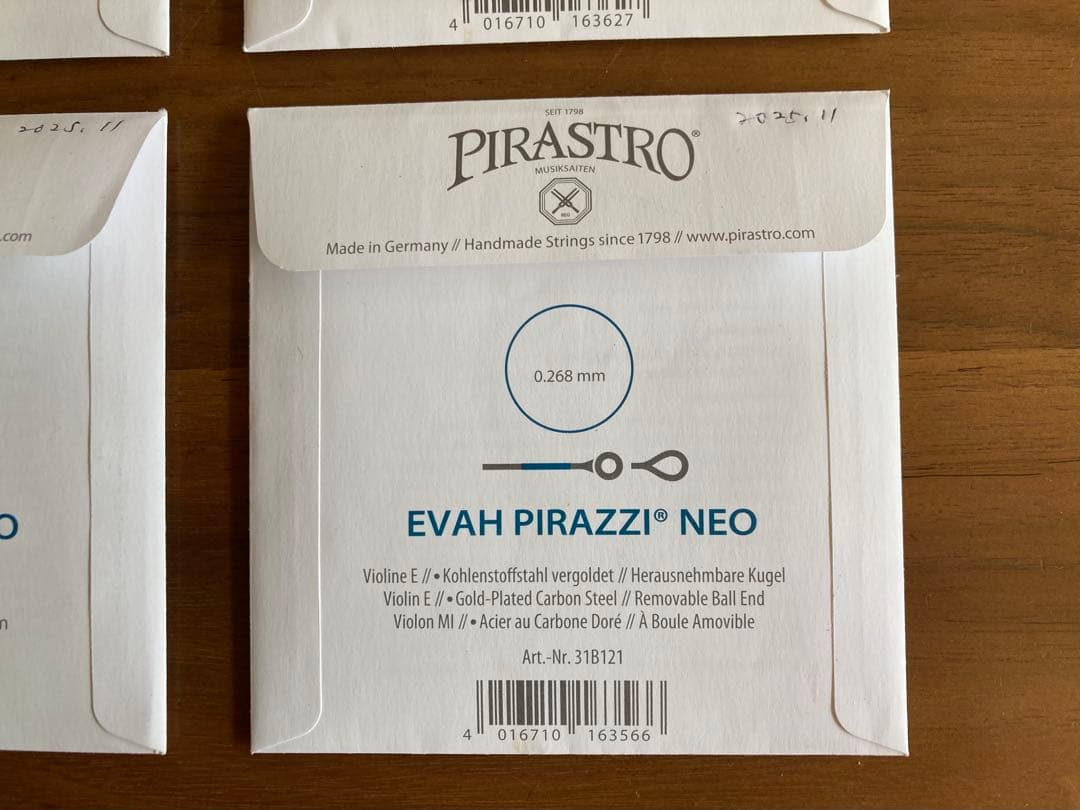 4 016710 163627
2025.11
.com
O
m
SEIT 1798
2025.11
PIRASTRO®
MUSIKSAITEN
REG
Made in Germany // Handmade Strings since 1798 // www.pirastro.com
0.268 mm
EVAH PIRAZZI® NEO
Violine E // • Kohlenstoffstahl vergoldet // Herausnehmbare Kugel
Violin E // • Gold-Plated Carbon Steel // Removable Ball End
Violon MI // • Acier au Carbone Doré // À Boule Amovible
Art.-Nr. 31B121
4 016710 163566